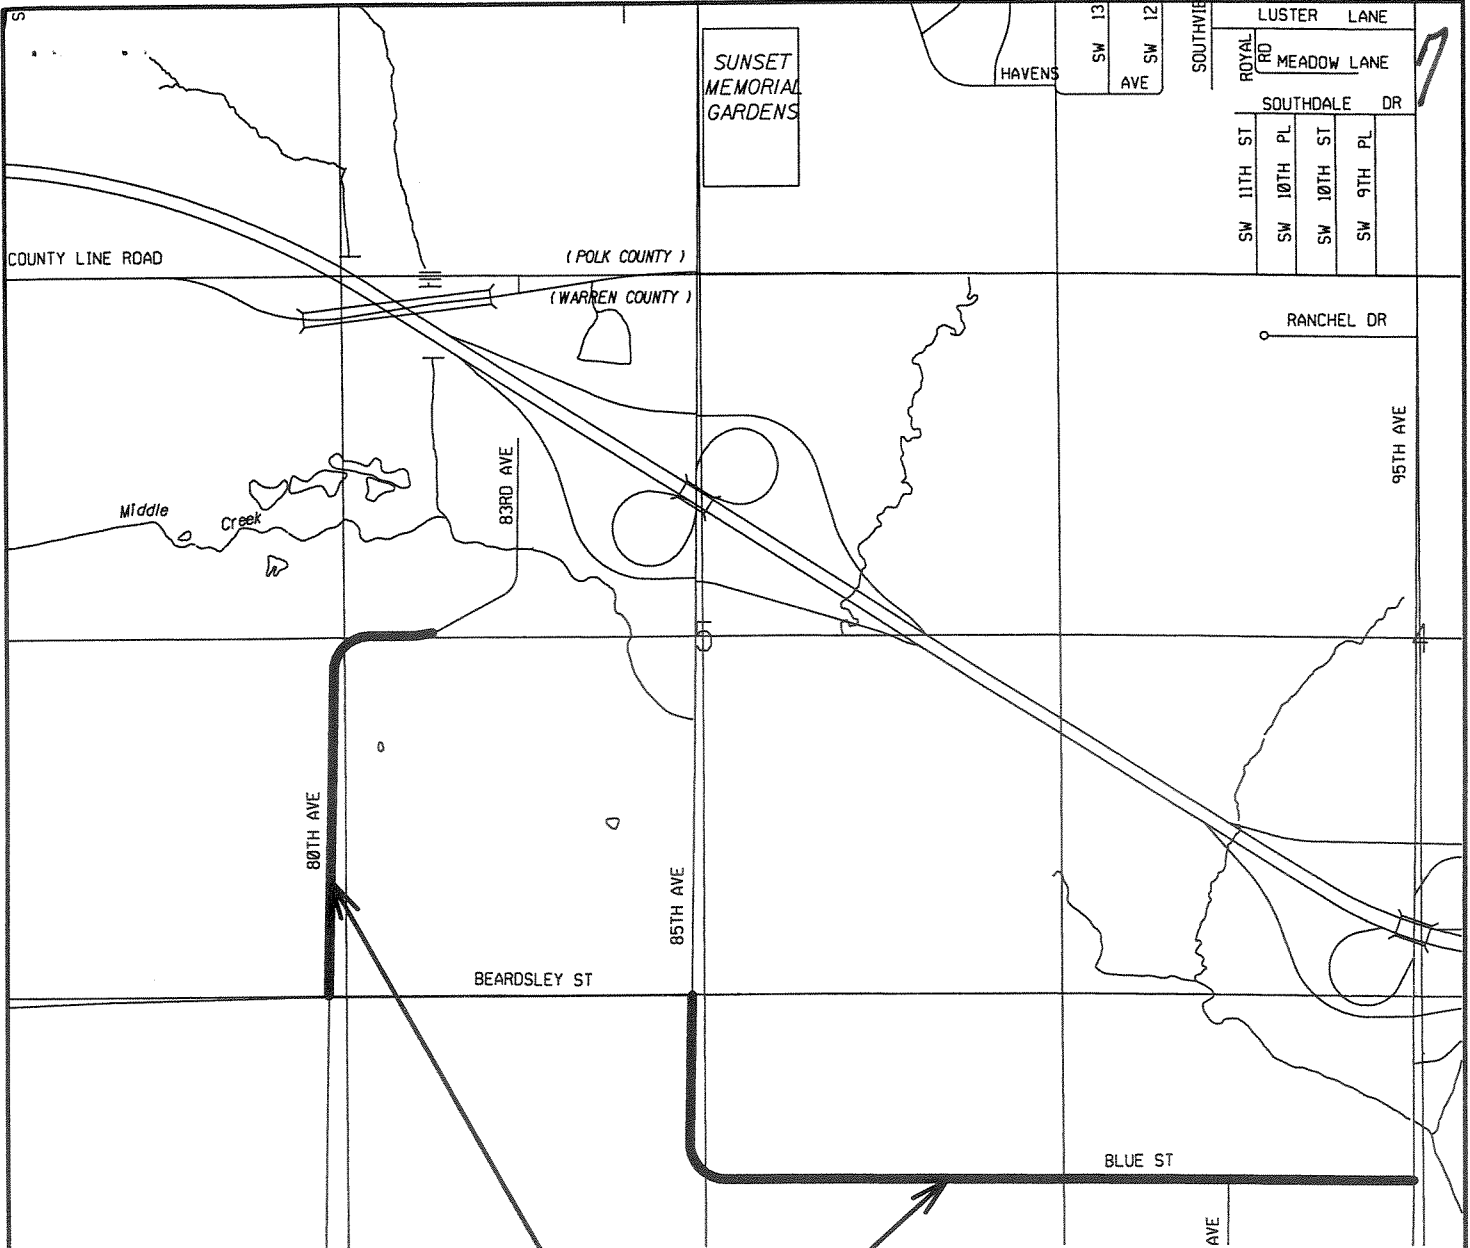 S
SUNSET
MEMORIAL
GARDENS
HAVENS
AVE
SW 13
SW 12
LUSTER LANE
ROYAL
RD
MEADOW LANE
SOUTHDALE DR
SW 11TH ST
SW 10TH PL
SW 10TH ST
SW 9TH PL
7
COUNTY LINE ROAD
(POLK COUNTY)
(WARREN COUNTY)
RANCHEL DR
95TH AVE
83RD AVE
Middle
Creek
80TH AVE
85TH AVE
BEARDSLEY ST
BLUE ST
AVE